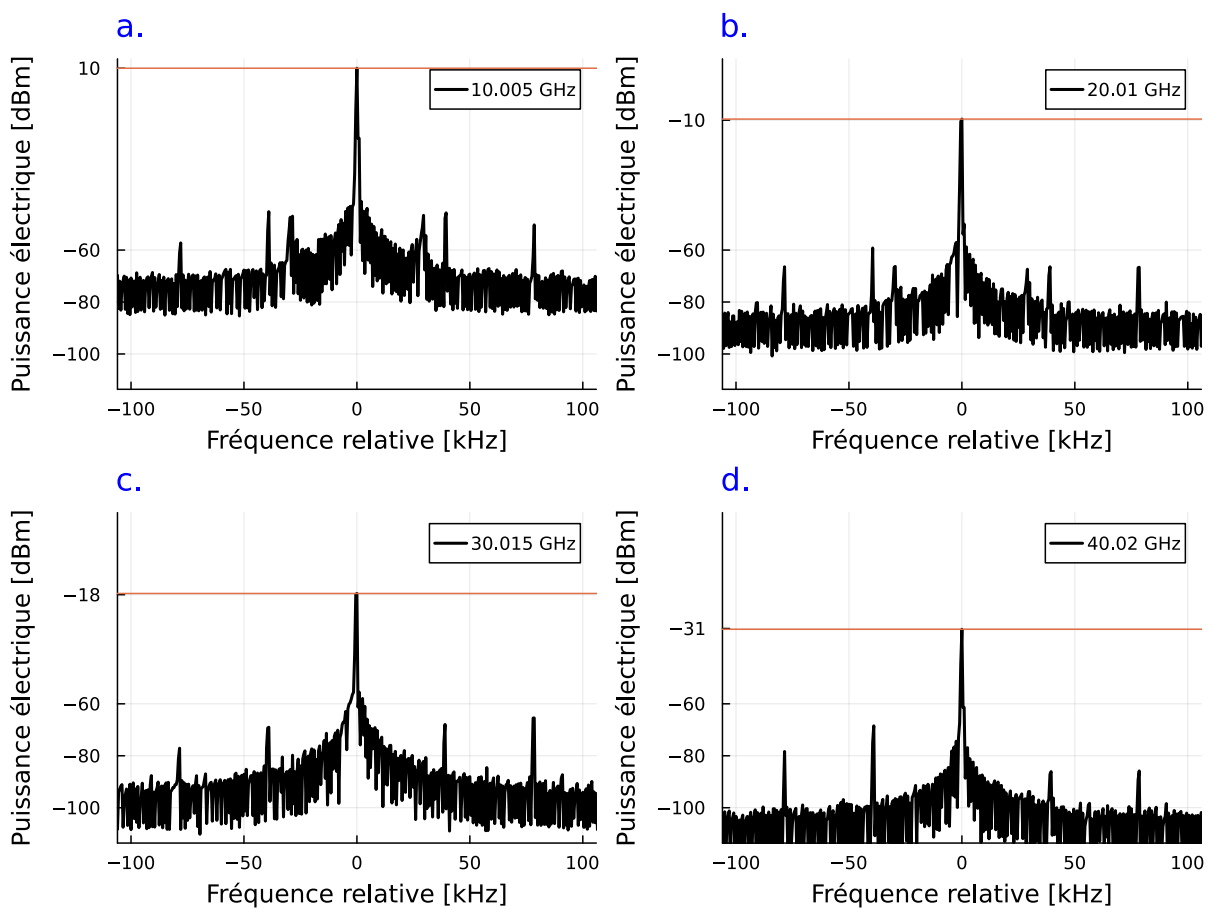 a.
Puissance électrique [dBm]
10
−60
−80
−100
10.005 GHz
−100 −50 0 50 100
Fréquence relative [kHz]
b.
Puissance électrique [dBm]
−10
−60
−80
−100
20.01 GHz
−100 −50 0 50 100
Fréquence relative [kHz]
c.
Puissance électrique [dBm]
−18
−60
−80
−100
30.015 GHz
−100 −50 0 50 100
Fréquence relative [kHz]
d.
Puissance électrique [dBm]
−31
−60
−80
−100
40.02 GHz
−100 −50 0 50 100
Fréquence relative [kHz]